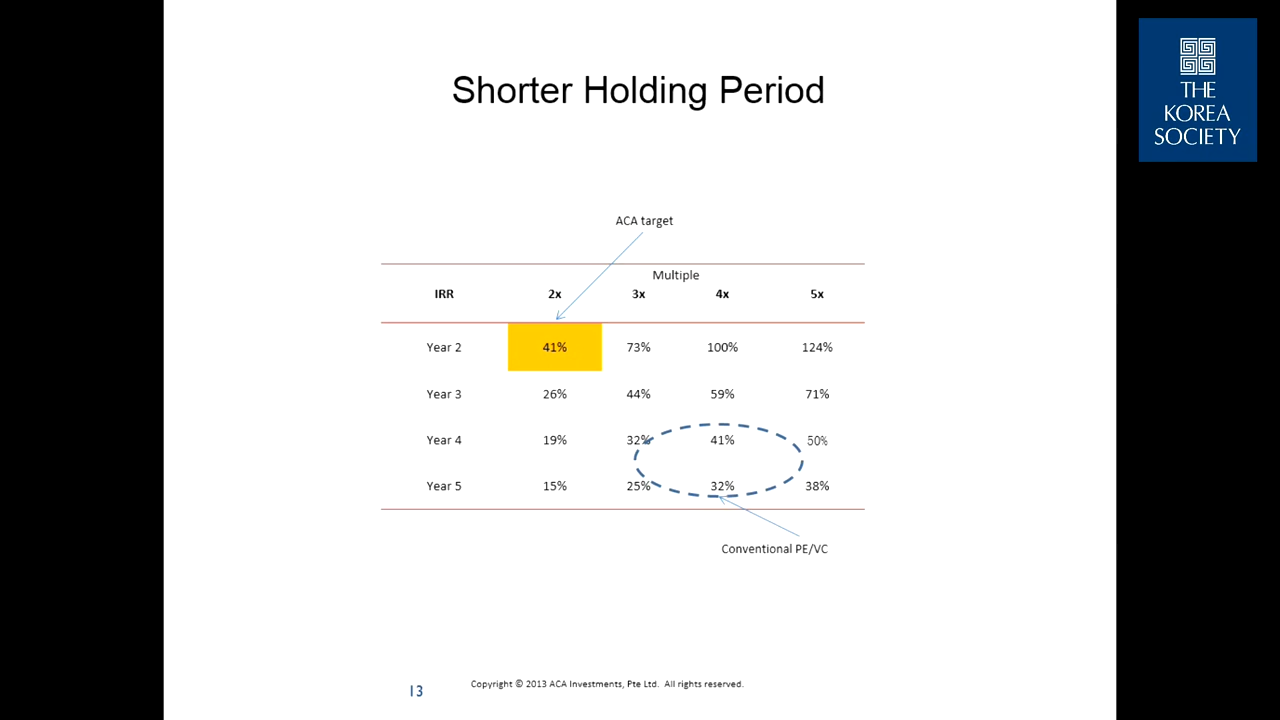 Shorter Holding Period
THE
KOREA
SOCIETY
ACA target
Multiple
IRR 2x 3x 4x 5x
Year 2 41% 73% 100% 124%
Year 3 26% 44% 59% 71%
Year 4 19% 32% 41% 50%
Year 5 15% 25% 32% 38%
Conventional PE/VC
13 Copyright © 2013 ACA Investments, Pte Ltd. All rights reserved.